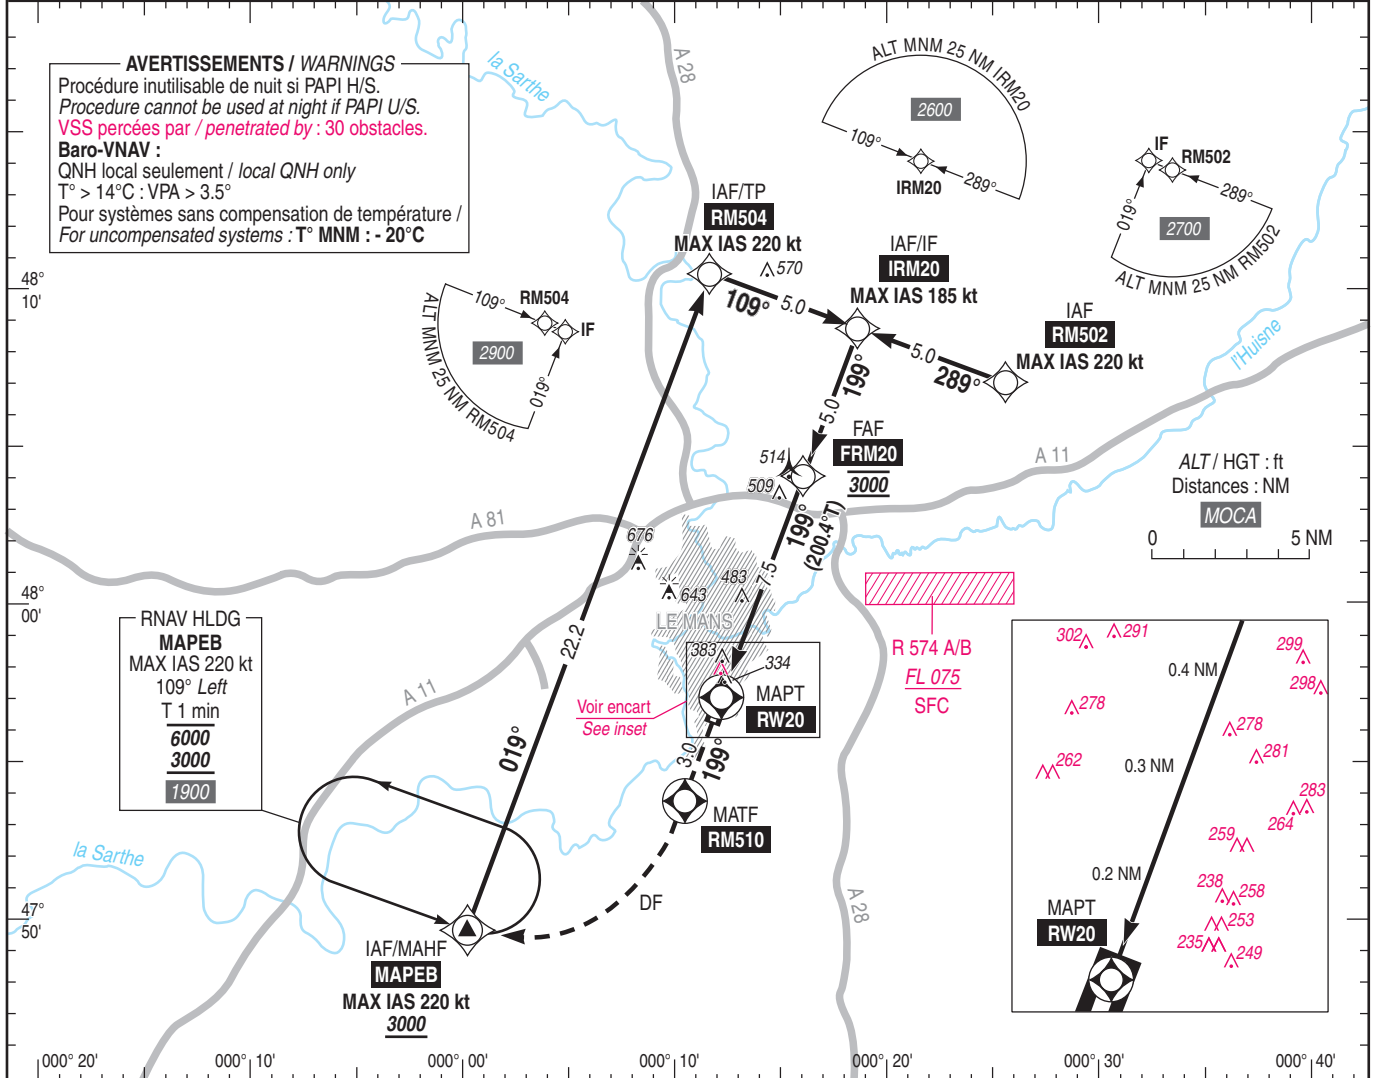 AVERTISSEMENTS / WARNINGS
Procédure inutilisable de nuit si PAPI H/S.
Procedure cannot be used at night if PAPI U/S.
VSS percées par / penetrated by : 30 obstacles.
Baro-VNAV :
QNH local seulement / local QNH only
T° > 14°C : VPA > 3.5°
Pour systèmes sans compensation de température /
For uncompensated systems : T° MNM : - 20°C
la Sarthe
A 28
ALT MNM 25 NM IRM20
2600
109°
289°
IRM20
IF
RM502
019°
289°
2700
ALT MNM 25 NM RM502
l'Huisne
IAF/TP
RM504
MAX IAS 220 kt
570
109°
5.0
IAF/IF
IRM20
MAX IAS 185 kt
IAF
RM502
MAX IAS 220 kt
5.0
289°
48°
10'
109°
RM504
IF
2900
019°
ALT MNM 25 NM RM504
199°
5.0
FAF
FRM20
3000
514
509
A 11
ALT / HGT : ft
Distances : NM
MOCA
0
5 NM
A 81
199°
(200.4°T)
7.5
676
643
483
LE MANS
48°
00'
R 574 A/B
FL 075
SFC
RNAV HLDG
MAPEB
MAX IAS 220 kt
109° Left
T 1 min
6000
3000
1900
22.2
019°
A 11
383
334
MAPT
RW20
Voir encart
See inset
3.0
199°
MATF
RM510
DF
A 28
la Sarthe
47°
50'
IAF/MAHF
MAPEB
MAX IAS 220 kt
3000
302
291
299
298
0.4 NM
278
278
281
262
0.3 NM
283
264
259
0.2 NM
238
258
253
235
249
MAPT
RW20
000° 20'
000° 10'
000° 00'
000° 10'
000° 20'
000° 30'
000° 40'